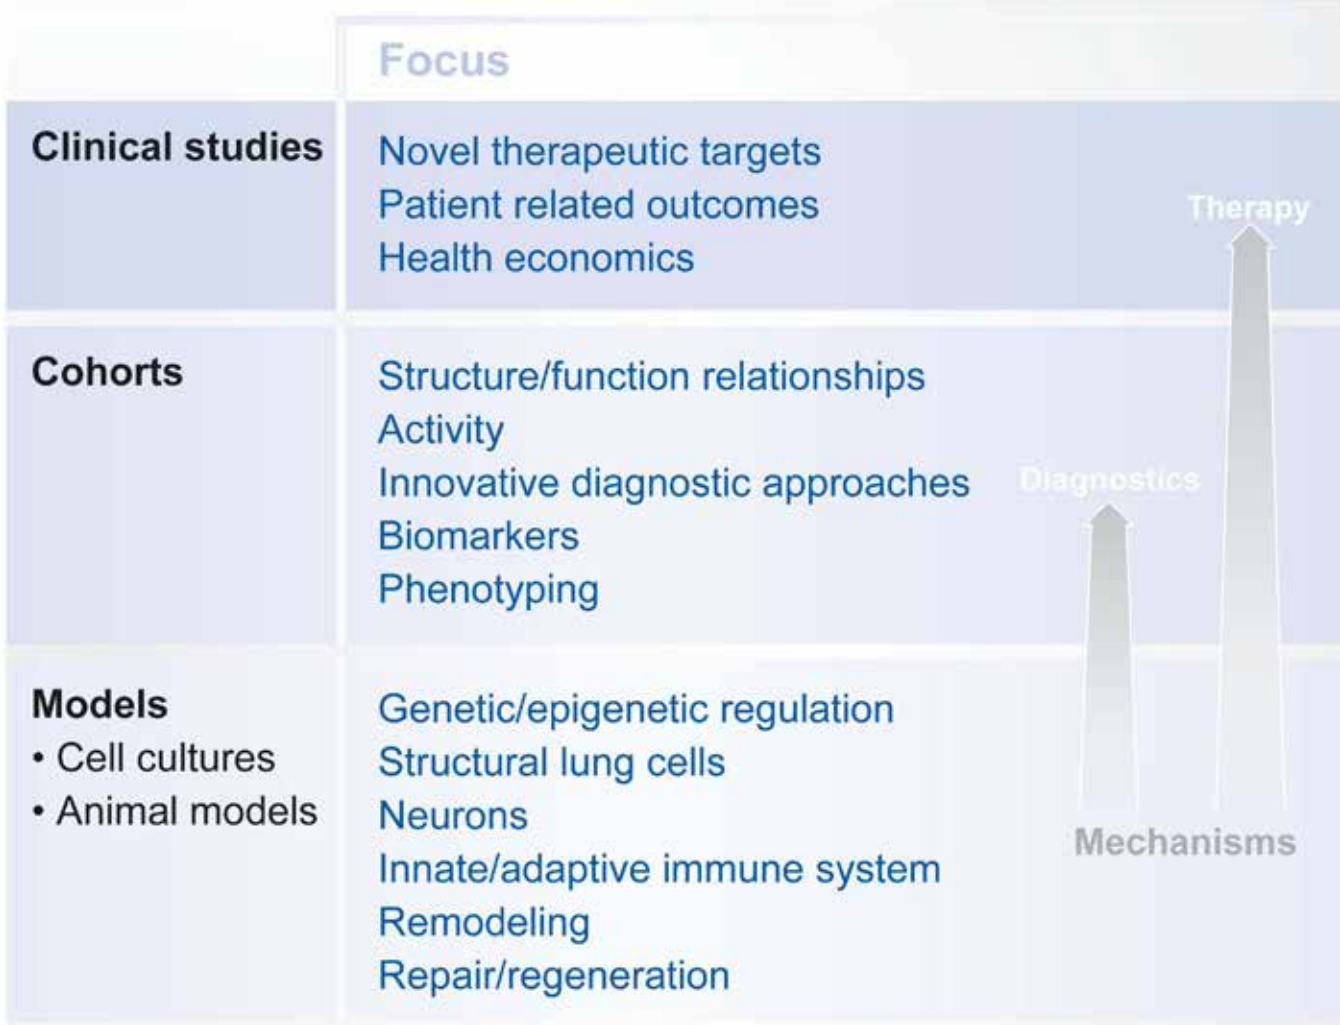 Focus
Clinical studies
Novel therapeutic targets
Patient related outcomes
Health economics
Therapy
Cohorts
Structure/function relationships
Activity
Innovative diagnostic approaches
Biomarkers
Phenotyping
Diagnostics
Models
• Cell cultures
• Animal models
Genetic/epigenetic regulation
Structural lung cells
Neurons
Innate/adaptive immune system
Remodeling
Repair/regeneration
Mechanisms